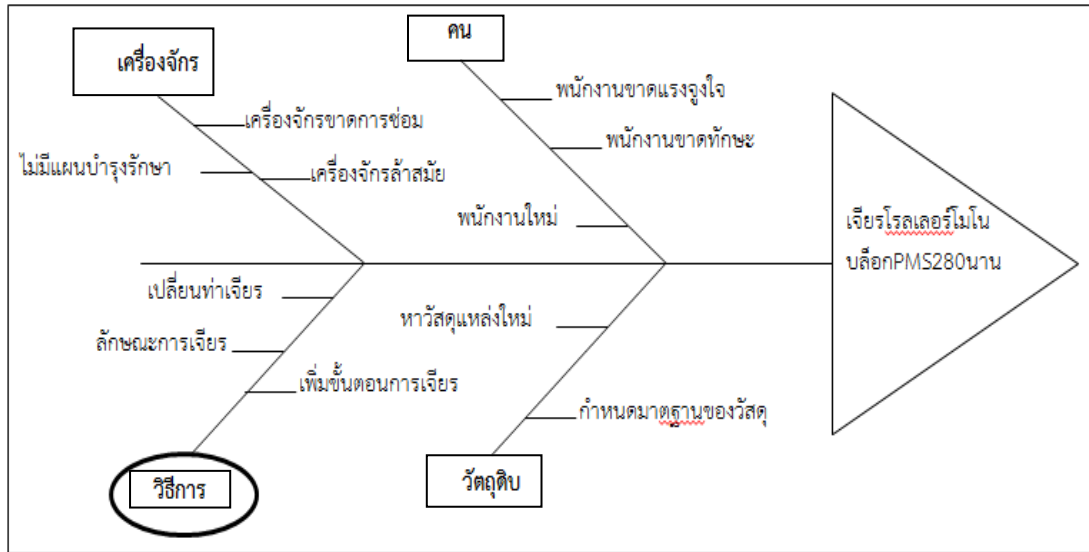 เครื่องจักร
คน
เครื่องจักรขาดการซ่อม
ไม่มีแผนบำรุงรักษา
เครื่องจักรล้าสมัย
พนักงานขาดแรงจูงใจ
พนักงานขาดทักษะ
พนักงานใหม่
เจียรโรลเลอร์โมโน
บล็อกPMS280นาน
เปลี่ยนท่าเจียร
ลักษณะการเจียร
เพิ่มขั้นตอนการเจียร
หาวัสดุแหล่งใหม่
กำหนดมาตฐานของวัสดุ
วิธีการ
วัตถุดิบ